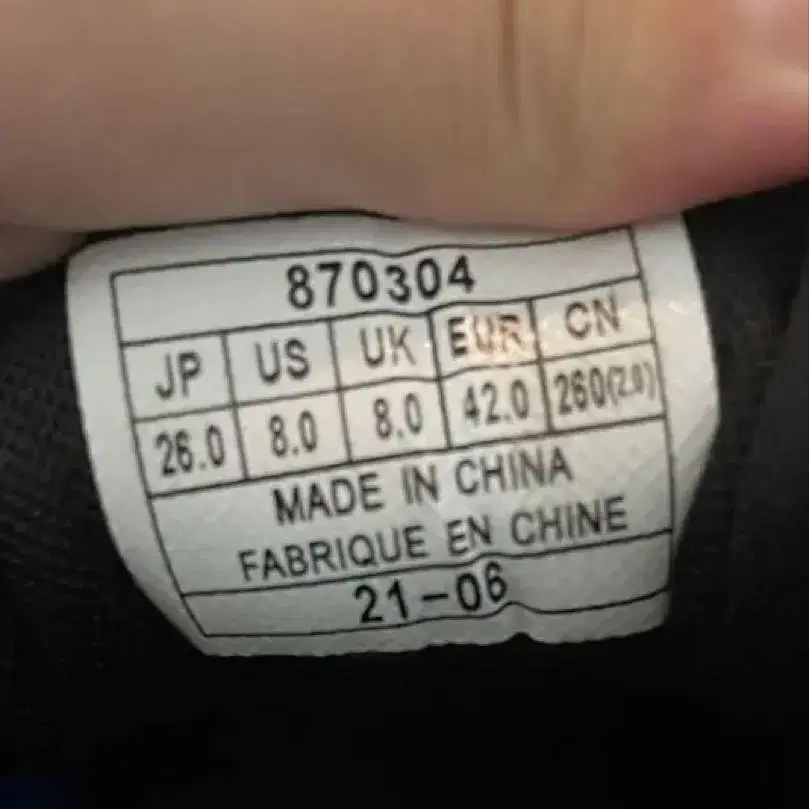 870304
JP US UK EUR CN
26.0 8.0 8.0 42.0 260(2.0)
MADE IN CHINA
FABRIQUE EN CHINE
21-06